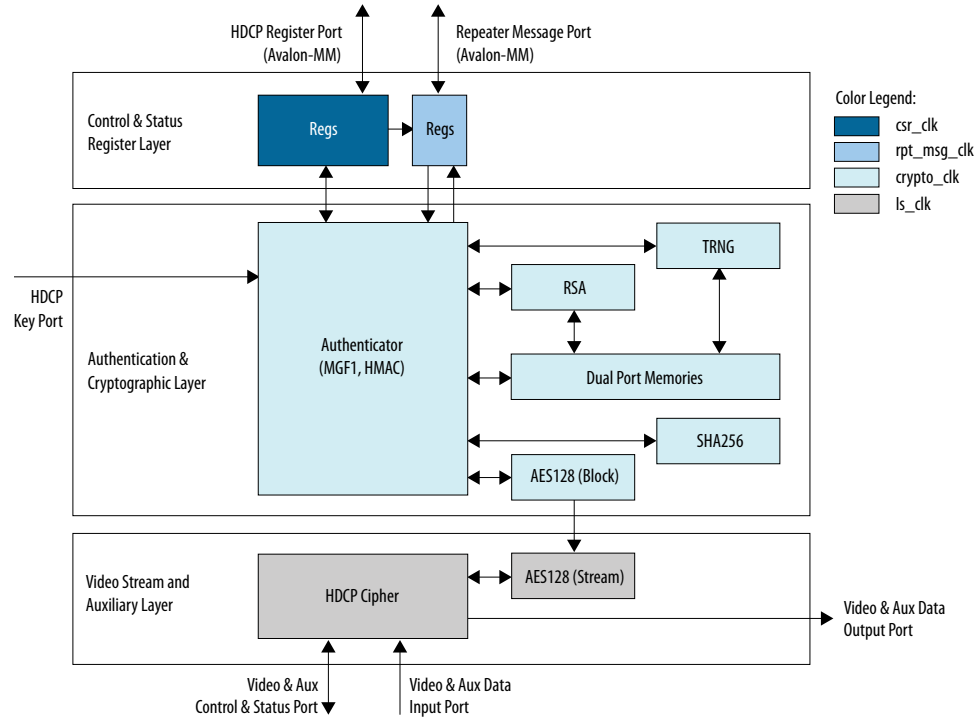 HDCP Register Port
(Avalon-MM)
Repeater Message Port
(Avalon-MM)
Control & Status
Register Layer
Regs
Regs
Color Legend:
csr_clk
rpt_msg_clk
crypto_clk
ls_clk
HDCP
Key Port
Authentication &
Cryptographic Layer
Authenticator
(MGF1, HMAC)
TRNG
RSA
Dual Port Memories
SHA256
AES128 (Block)
Video Stream and
Auxiliary Layer
HDCP Cipher
AES128 (Stream)
Video & Aux Data
Output Port
Video & Aux
Control & Status Port
Video & Aux Data
Input Port